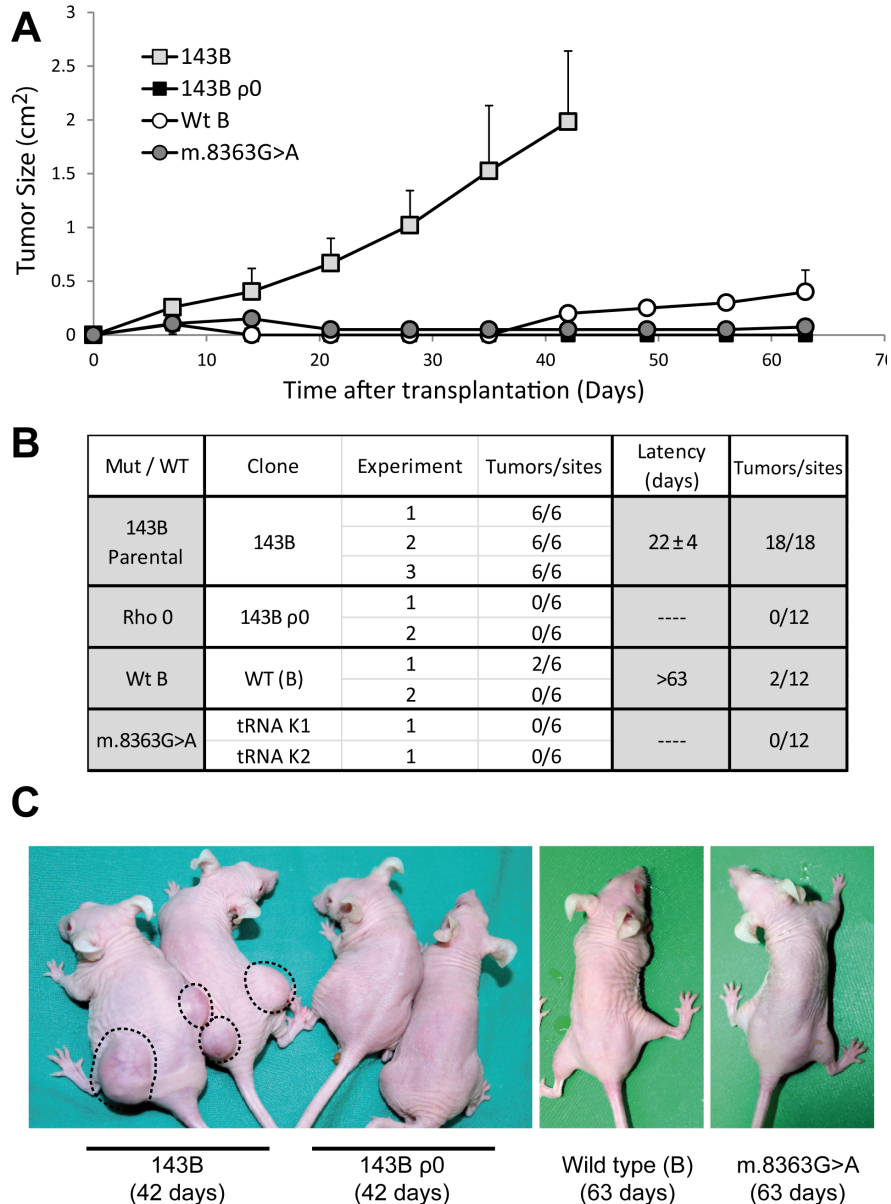 A
3
2.5
2
1.5
1
0.5
0
Tumor Size (cm2)
143B
143B ρ0
Wt B
m.8363G>A
0 10 20 30 40 50 60 70
Time after transplantation (Days)
B
Mut / WT Clone Experiment Tumors/sites Latency (days) Tumors/sites
143B Parental 143B 1 6/6 22 ± 4 18/18
2 6/6
3 6/6
Rho 0 143B ρ0 1 0/6 ---- 0/12
2 0/6
Wt B WT (B) 1 2/6 >63 2/12
2 0/6
m.8363G>A tRNA K1 1 0/6 ---- 0/12
tRNA K2 1 0/6
C
143B 143B ρ0 Wild type (B) m.8363G>A
(42 days) (42 days) (63 days) (63 days)